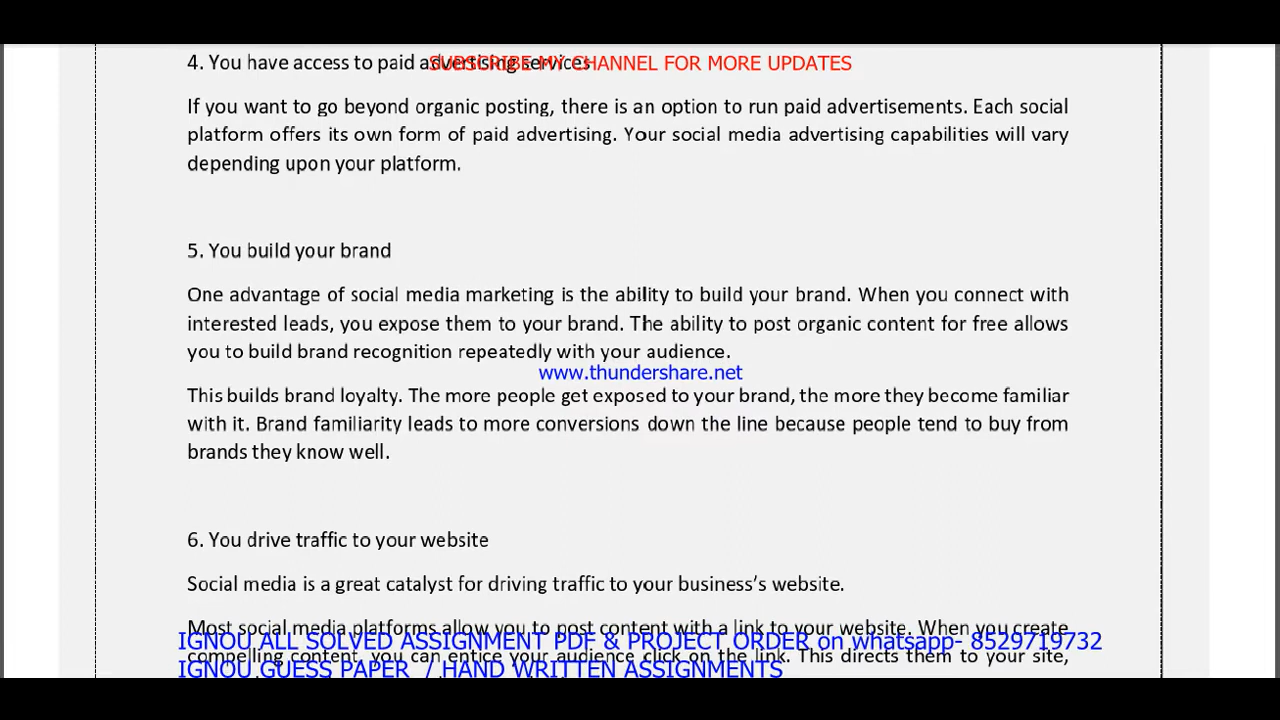 4. You have access to paid advertising services
SUBSCRIBE MY CHANNEL FOR MORE UPDATES
If you want to go beyond organic posting, there is an option to run paid advertisements. Each social
platform offers its own form of paid advertising. Your social media advertising capabilities will vary
depending upon your platform.
5. You build your brand
One advantage of social media marketing is the ability to build your brand. When you connect with
interested leads, you expose them to your brand. The ability to post organic content for free allows
you to build brand recognition repeatedly with your audience.
www.thundershare.net
This builds brand loyalty. The more people get exposed to your brand, the more they become familiar
with it. Brand familiarity leads to more conversions down the line because people tend to buy from
brands they know well.
6. You drive traffic to your website
Social media is a great catalyst for driving traffic to your business’s website.
Most social media platforms allow you to post content with a link to your website. When you create
IGNOU ALL SOLVED ASSIGNMENT PDF & PROJECT ORDER on whatsapp- 8529719732
compelling content, you can entice your audience click on the link. This directs them to your site,
IGNOU GUESS PAPER / HAND WRITTEN ASSIGNMENTS